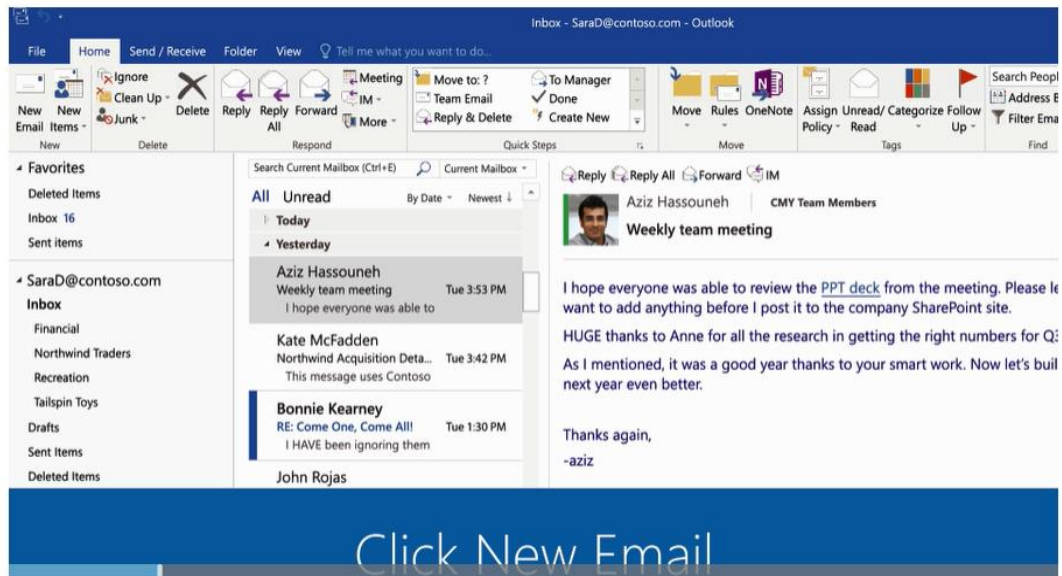 Inbox - SaraD@contoso.com - Outlook
File Home Send / Receive Folder View Tell me what you want to do...
New Email
New Items
Ignore
Clean Up
Junk
Delete
Reply
Reply All
Forward
Meeting
IM
More
Move to: ?
Team Email
Reply & Delete
To Manager
Done
Create New
Move
Rules
OneNote
Assign Policy
Unread/ Read
Categorize
Follow Up
Search Peopl
Address B
Filter Ema
New Delete Respond Quick Steps Move Tags Find
Favorites
Deleted Items
Inbox 16
Sent items
SaraD@contoso.com
Inbox
Financial
Northwind Traders
Recreation
Tailspin Toys
Drafts
Sent Items
Deleted Items
Search Current Mailbox (Ctrl+E) Current Mailbox
All Unread By Date Newest ↓
Today
Yesterday
Aziz Hassouneh
Weekly team meeting Tue 3:53 PM
I hope everyone was able to
Kate McFadden
Northwind Acquisition Deta... Tue 3:42 PM
This message uses Contoso
Bonnie Kearney
RE: Come One, Come All! Tue 1:30 PM
I HAVE been ignoring them
John Rojas
Reply Reply All Forward IM
Aziz Hassouneh CMY Team Members
Weekly team meeting
I hope everyone was able to review the PPT deck from the meeting. Please le
want to add anything before I post it to the company SharePoint site.
HUGE thanks to Anne for all the research in getting the right numbers for Q3
As I mentioned, it was a good year thanks to your smart work. Now let's buil
next year even better.
Thanks again,
-aziz
Click New Email